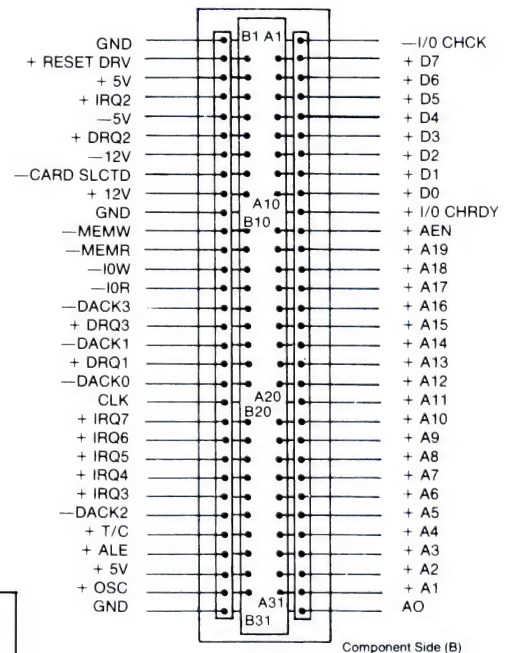 GND
+ RESET DRV
+ 5V
+ IRQ2
—5V
+ DRQ2
—12V
—CARD SLCTD
+ 12V
GND
—MEMW
—MEMR
—I0W
—I0R
—DACK3
+ DRQ3
—DACK1
+ DRQ1
—DACK0
CLK
+ IRQ7
+ IRQ6
+ IRQ5
+ IRQ4
+ IRQ3
—DACK2
+ T/C
+ ALE
+ 5V
+ OSC
GND
B1 A1
A10
B10
A20
B20
A31
B31
—I/0 CHCK
+ D7
+ D6
+ D5
+ D4
+ D3
+ D2
+ D1
+ D0
+ I/0 CHRDY
+ AEN
+ A19
+ A18
+ A17
+ A16
+ A15
+ A14
+ A13
+ A12
+ A11
+ A10
+ A9
+ A8
+ A7
+ A6
+ A5
+ A4
+ A3
+ A2
+ A1
AO
Component Side (B)